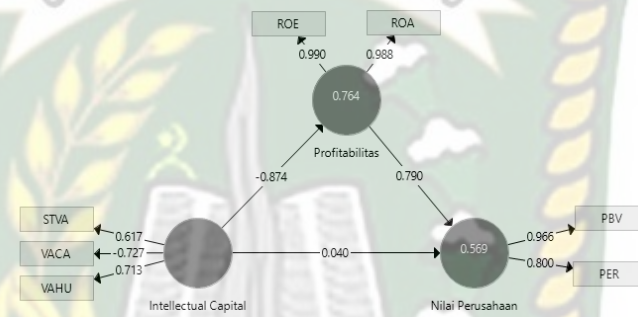 ROE
ROA
0.990
0.988
0.764
Profitabilitas
-0.874
0.790
STVA
0.617
VACA
-0.727
VAHU
0.713
0.040
0.569
0.966
PBV
0.800
PER
Intellectual Capital
Nilai Perusahaan